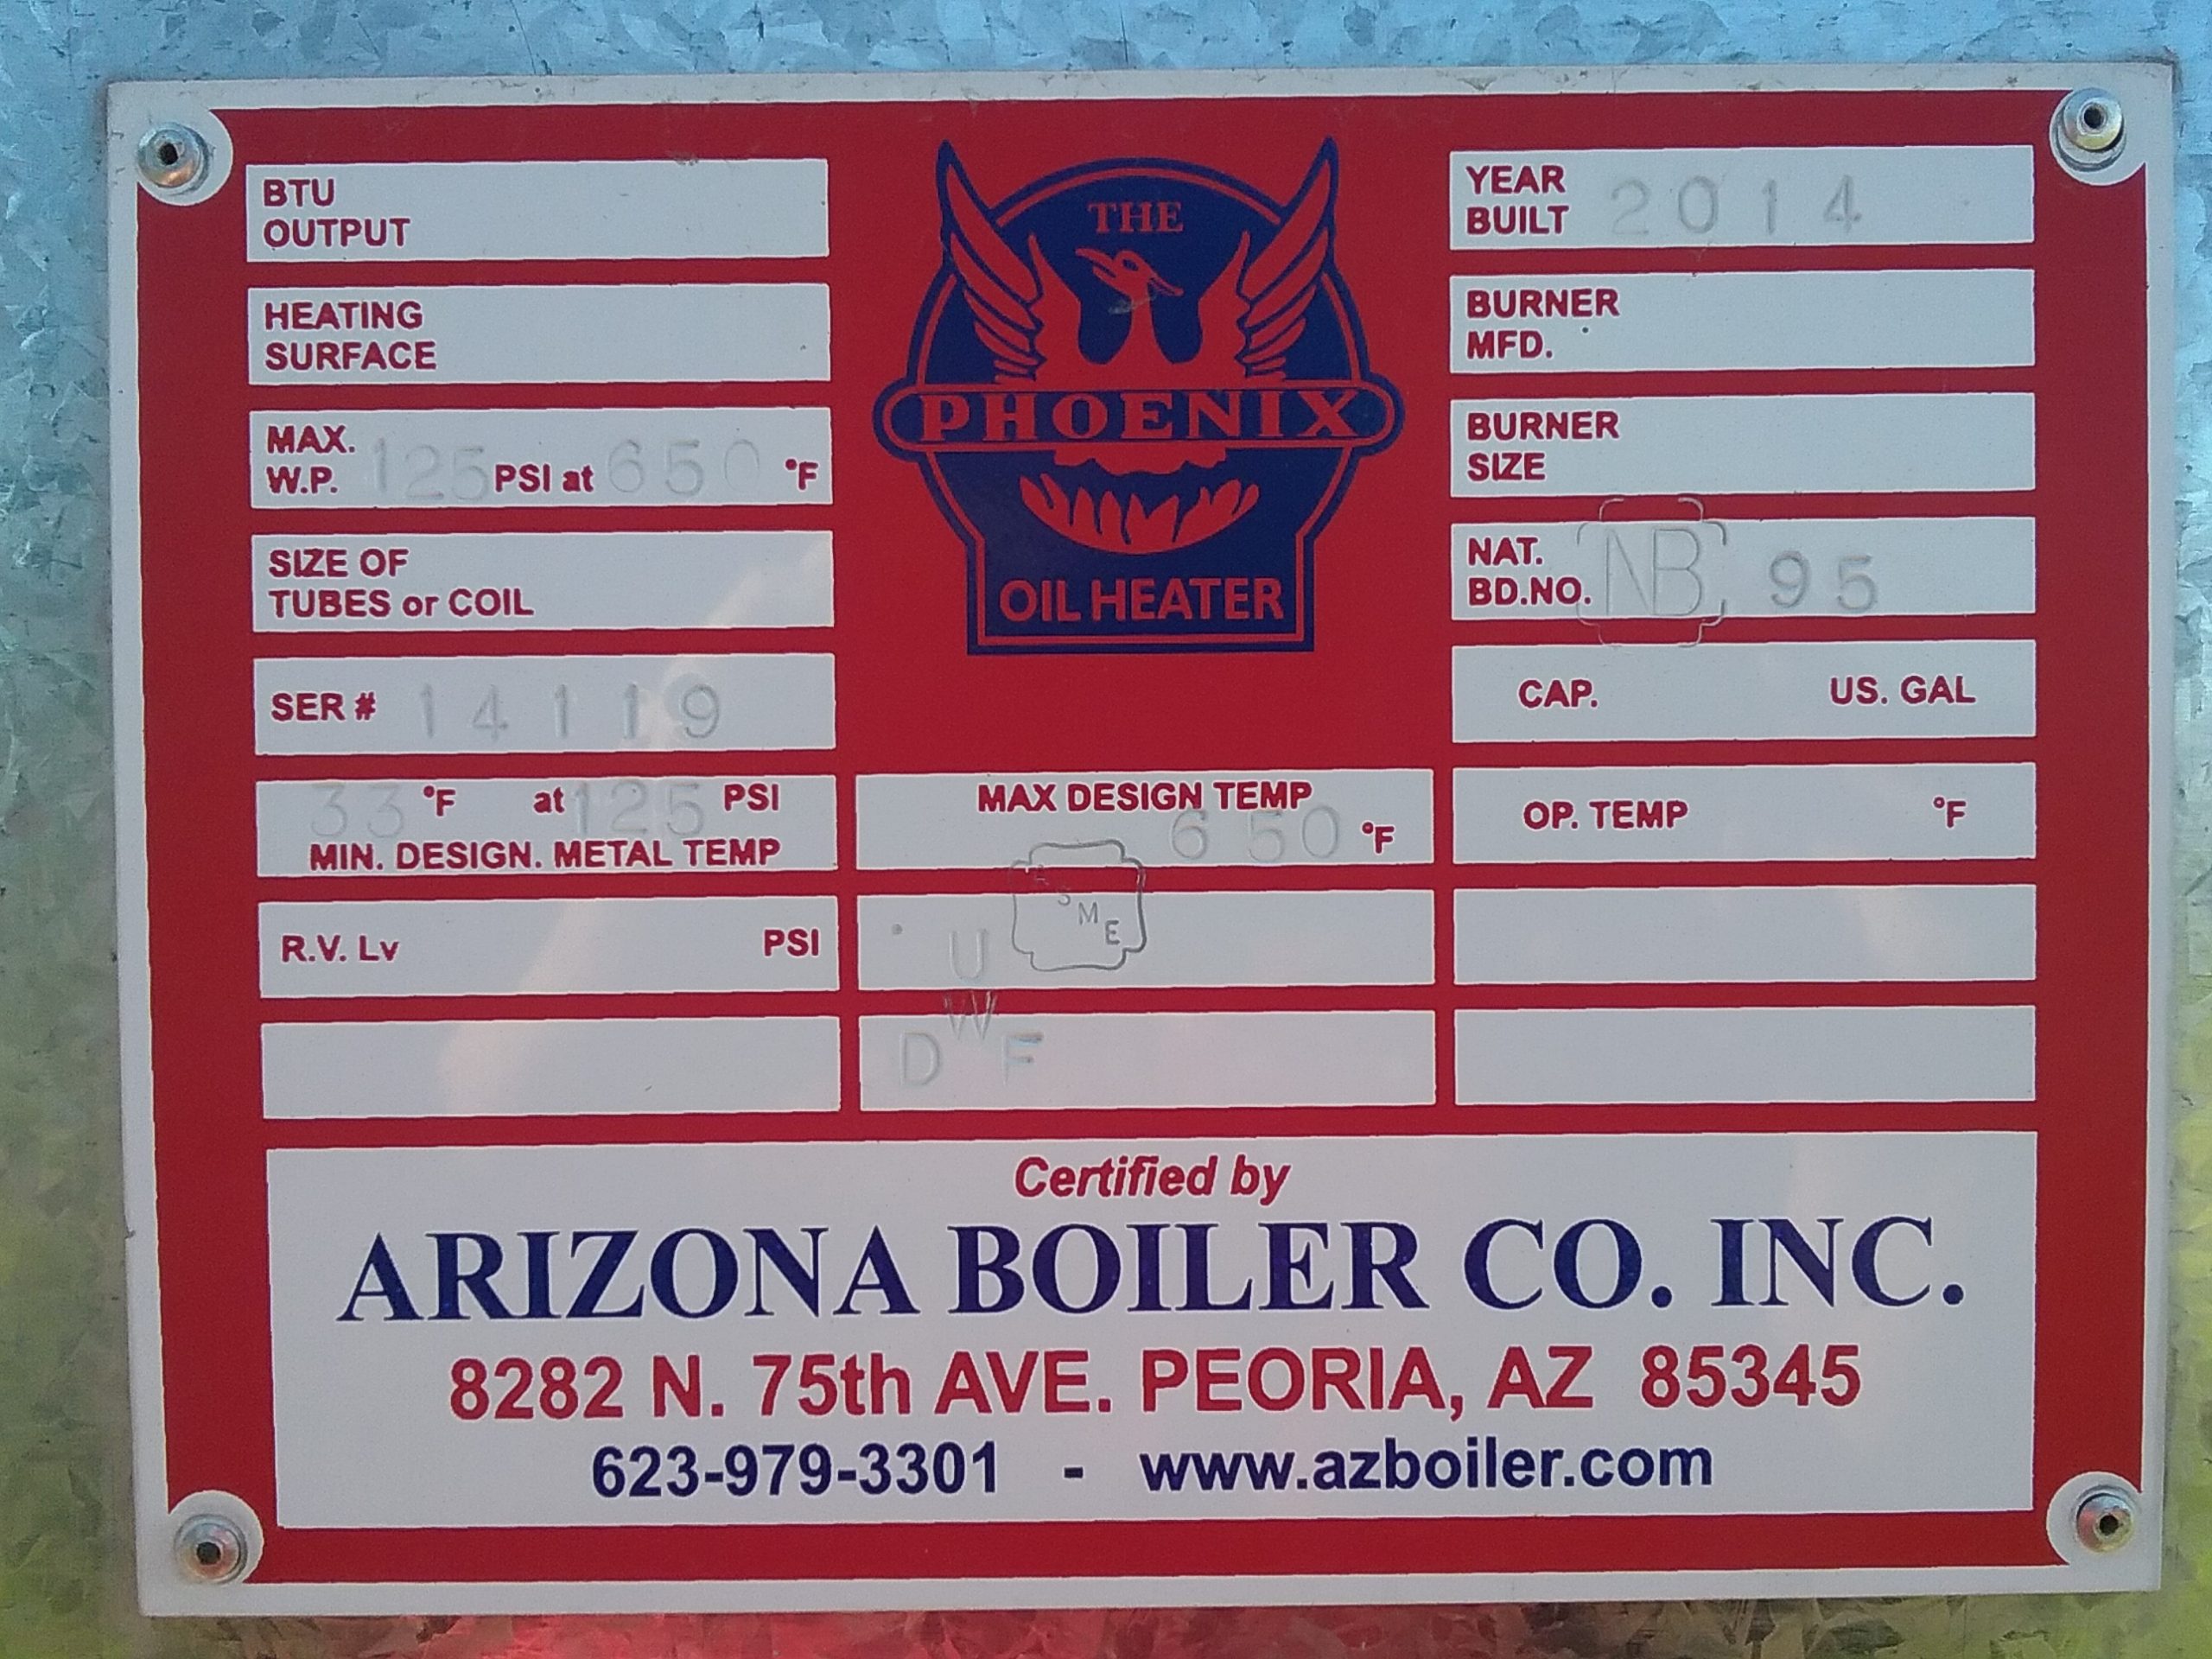 BTU
OUTPUT
HEATING
SURFACE
MAX.
W.P. 125 PSI at 650 °F
SIZE OF
TUBES or COIL
SER # 14119
33 °F at 125 PSI
MIN. DESIGN. METAL TEMP
R.V. Lv PSI
THE
PHOENIX
OIL HEATER
MAX DESIGN TEMP
650 °F
SME
U
W
D F
YEAR
BUILT 2014
BURNER
MFD.
BURNER
SIZE
NAT.
BD.NO. NB 95
CAP. US. GAL
OP. TEMP °F
Certified by
ARIZONA BOILER CO. INC.
8282 N. 75th AVE. PEORIA, AZ 85345
623-979-3301 - www.azboiler.com